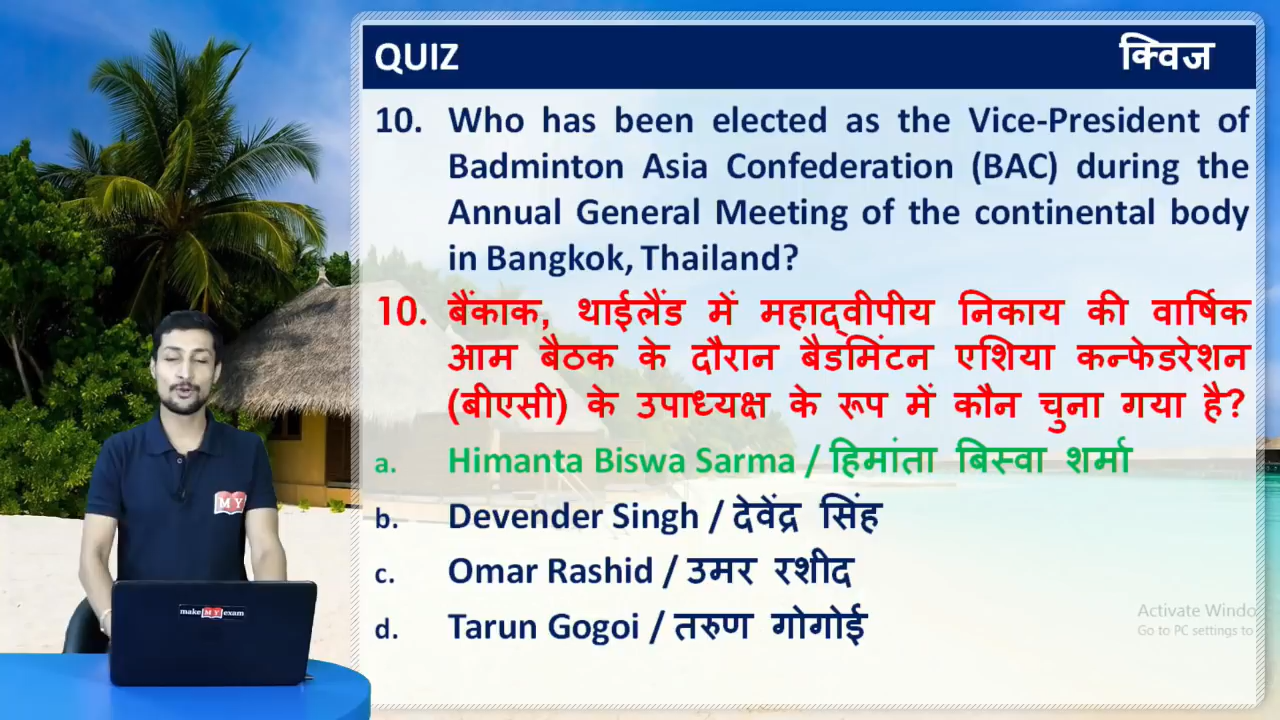 QUIZ क्विज
10. Who has been elected as the Vice-President of
Badminton Asia Confederation (BAC) during the
Annual General Meeting of the continental body
in Bangkok, Thailand?
10. बैंकाक, थाईलैंड में महाद्वीपीय निकाय की वार्षिक
आम बैठक के दौरान बैडमिंटन एशिया कन्फेडरेशन
(बीएसी) के उपाध्यक्ष के रूप में कौन चुना गया है?
a. Himanta Biswa Sarma / हिमांता बिस्वा शर्मा
b. Devender Singh / देवेंद्र सिंह
c. Omar Rashid / उमर रशीद
d. Tarun Gogoi / तरुण गोगोई
MY
make MY exam
Activate Windo
Go to PC settings to